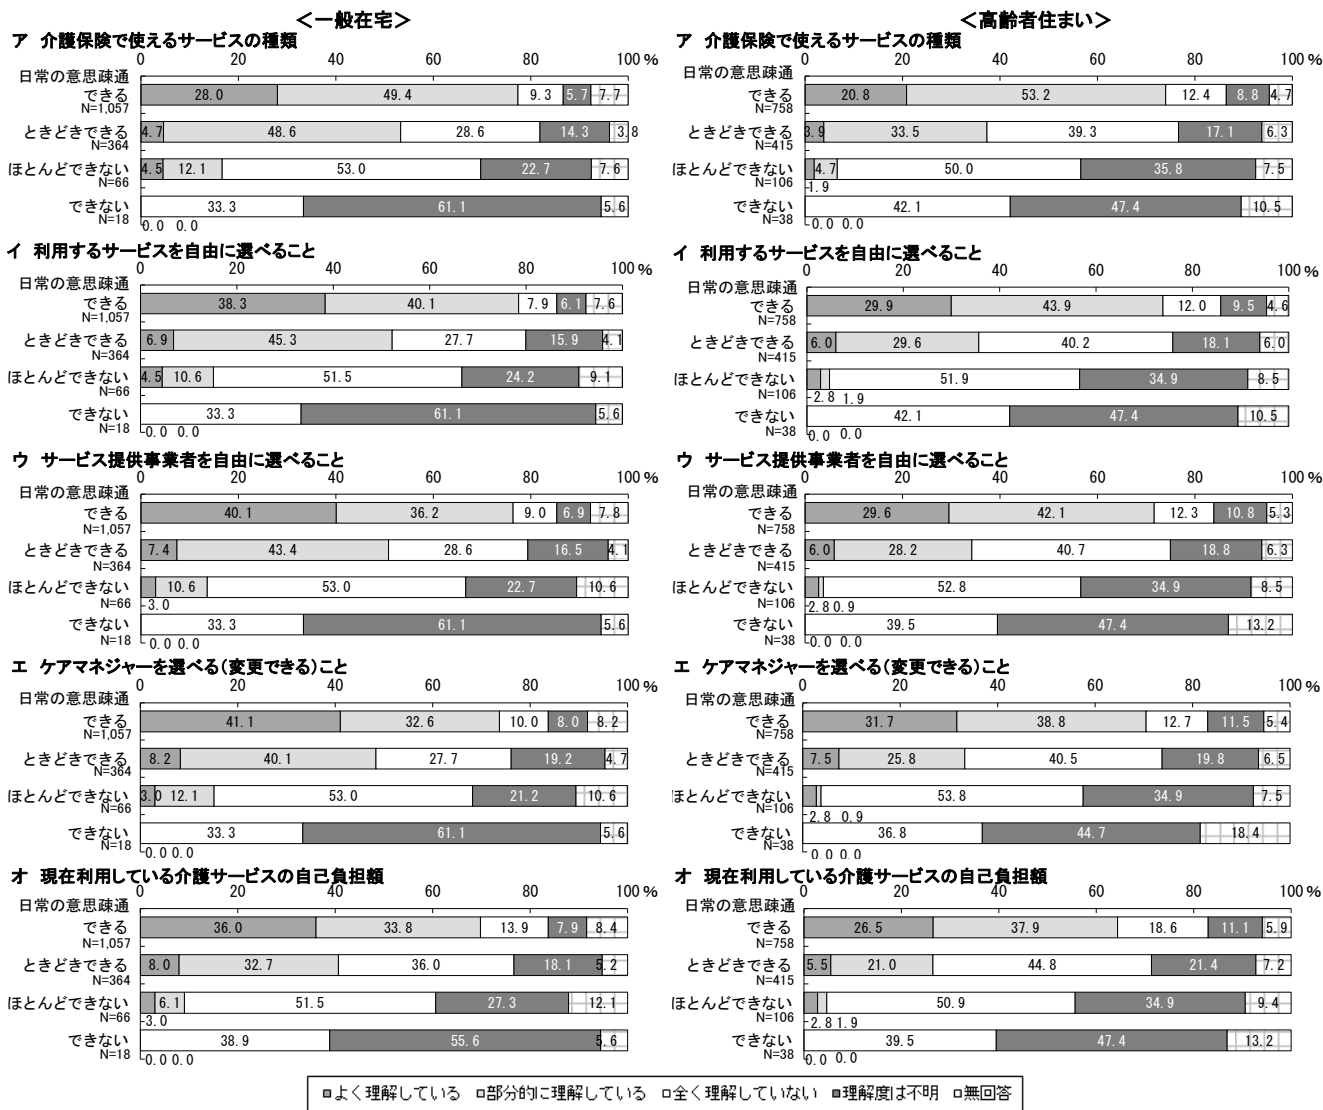 ＜一般在宅＞
ア 介護保険で使えるサービスの種類
0 20 40 60 80 100 %
日常の意思疎通
できる 28.0 49.4 9.3 5.7 7.7
N=1,057
ときどきできる 4.7 48.6 28.6 14.3 3.8
N=364
ほとんどできない 4.5 12.1 53.0 22.7 7.6
N=66
できない 33.3 61.1 5.6
N=18 0.0 0.0
イ 利用するサービスを自由に選べること
0 20 40 60 80 100 %
日常の意思疎通
できる 38.3 40.1 7.9 6.1 7.6
N=1,057
ときどきできる 6.9 45.3 27.7 15.9 4.1
N=364
ほとんどできない 4.5 10.6 51.5 24.2 9.1
N=66
できない 33.3 61.1 5.6
N=18 0.0 0.0
ウ サービス提供事業者を自由に選べること
0 20 40 60 80 100 %
日常の意思疎通
できる 40.1 36.2 9.0 6.9 7.8
N=1,057
ときどきできる 7.4 43.4 28.6 16.5 4.1
N=364
ほとんどできない 10.6 53.0 22.7 10.6
N=66 3.0
できない 33.3 61.1 5.6
N=18 0.0 0.0
エ ケアマネジャーを選べる（変更できる）こと
0 20 40 60 80 100 %
日常の意思疎通
できる 41.1 32.6 10.0 8.0 8.2
N=1,057
ときどきできる 8.2 40.1 27.7 19.2 4.7
N=364
ほとんどできない 3.0 12.1 53.0 21.2 10.6
N=66
できない 33.3 61.1 5.6
N=18 0.0 0.0
オ 現在利用している介護サービスの自己負担額
0 20 40 60 80 100 %
日常の意思疎通
できる 36.0 33.8 13.9 7.9 8.4
N=1,057
ときどきできる 8.0 32.7 36.0 18.1 5.2
N=364
ほとんどできない 6.1 51.5 27.3 12.1
N=66 3.0
できない 38.9 55.6 5.6
N=18 0.0 0.0
＜高齢者住まい＞
ア 介護保険で使えるサービスの種類
0 20 40 60 80 100 %
日常の意思疎通
できる 20.8 53.2 12.4 8.8 4.7
N=758
ときどきできる 3.9 33.5 39.3 17.1 6.3
N=415
ほとんどできない 4.7 50.0 35.8 7.5
N=106 1.9
できない 42.1 47.4 10.5
N=38 0.0 0.0
イ 利用するサービスを自由に選べること
0 20 40 60 80 100 %
日常の意思疎通
できる 29.9 43.9 12.0 9.5 4.6
N=758
ときどきできる 6.0 29.6 40.2 18.1 6.0
N=415
ほとんどできない 51.9 34.9 8.5
N=106 2.8 1.9
できない 42.1 47.4 10.5
N=38 0.0 0.0
ウ サービス提供事業者を自由に選べること
0 20 40 60 80 100 %
日常の意思疎通
できる 29.6 42.1 12.3 10.8 5.3
N=758
ときどきできる 6.0 28.2 40.7 18.8 6.3
N=415
ほとんどできない 52.8 34.9 8.5
N=106 2.8 0.9
できない 39.5 47.4 13.2
N=38 0.0 0.0
エ ケアマネジャーを選べる（変更できる）こと
0 20 40 60 80 100 %
日常の意思疎通
できる 31.7 38.8 12.7 11.5 5.4
N=758
ときどきできる 7.5 25.8 40.5 19.8 6.5
N=415
ほとんどできない 53.8 34.9 7.5
N=106 2.8 0.9
できない 36.8 44.7 18.4
N=38 0.0 0.0
オ 現在利用している介護サービスの自己負担額
0 20 40 60 80 100 %
日常の意思疎通
できる 26.5 37.9 18.6 11.1 5.9
N=758
ときどきできる 5.5 21.0 44.8 21.4 7.2
N=415
ほとんどできない 50.9 34.9 9.4
N=106 2.8 1.9
できない 39.5 47.4 13.2
N=38 0.0 0.0
よく理解している 部分的に理解している 全く理解していない 理解度は不明 無回答